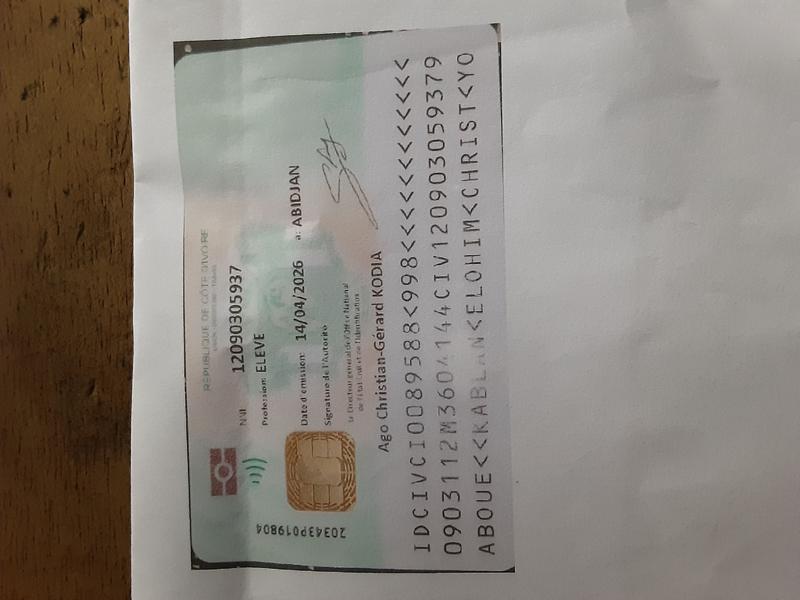 REPUBLIQUE DE CÔTE D'IVOIRE
NNI 12090305937
Profession: ELEVE
Date d'émission: 14/04/2026 à: ABIDJAN
Signature de l'Autorité
Le Directeur général de l'Office National
de l'Etat Civil et de l'Identification
Ago Christian-Gérard KODIA
20343P019804
IDCIVCI0089588<998<<<<<<<<<<<<
0903112M3604144CIV120903059379
ABOUE<<KABLAN<ELOHIM<CHRIST<YO